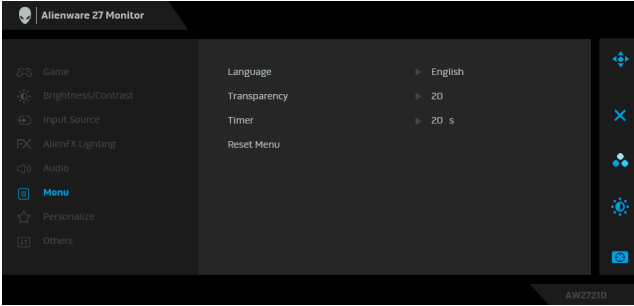 Alienware 27 Monitor
Game
Brightness/Contrast
Input Source
FX AlienFX Lighting
Audio
Menu
Personalize
Others
Language English
Transparency 20
Timer 20 s
Reset Menu
AW2721D